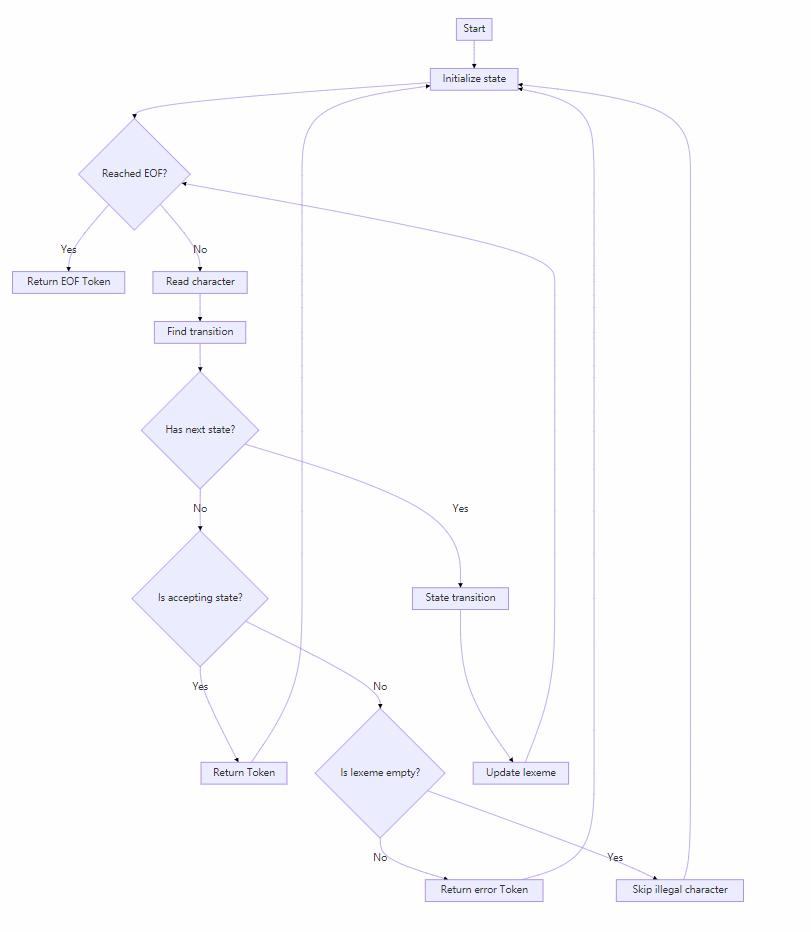 Start
Initialize state
Reached EOF?
Yes
No
Return EOF Token
Read character
Find transition
Has next state?
No
Yes
Is accepting state?
State transition
Yes
No
Return Token
Is lexeme empty?
Update lexeme
No
Yes
Return error Token
Skip illegal character